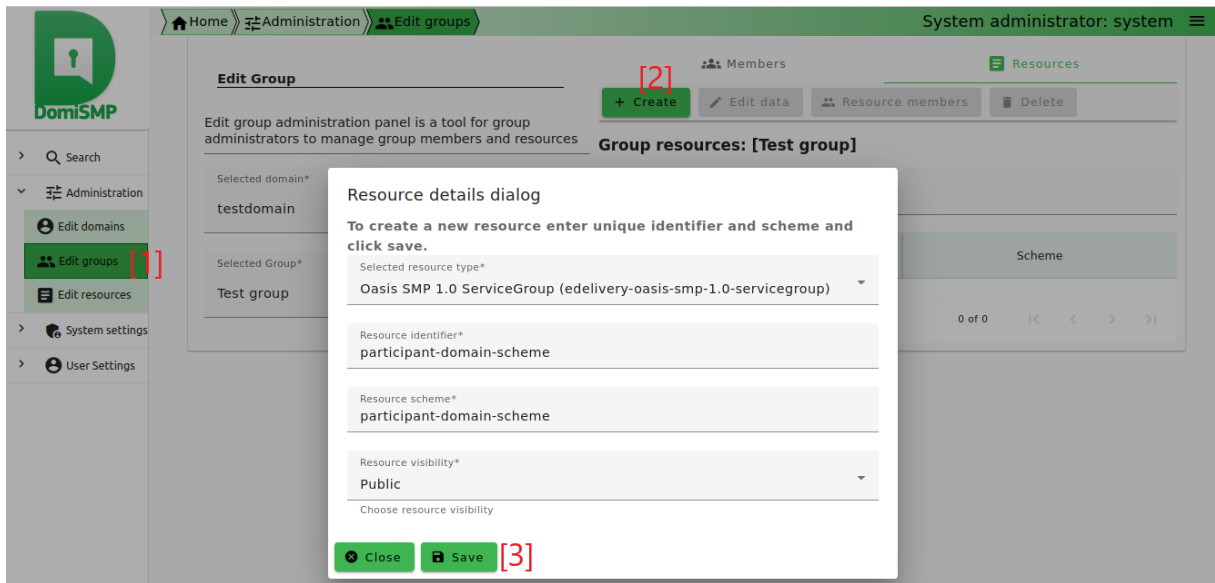 Home
Administration
Edit groups
System administrator: system
DomiSMP
Search
Administration
Edit domains
Edit groups
[1]
Edit resources
System settings
User Settings
Edit Group
Edit group administration panel is a tool for group
administrators to manage group members and resources
Selected domain*
testdomain
Selected Group*
Test group
Members
Resources
[2]
+ Create
Edit data
Resource members
Delete
Group resources: [Test group]
Scheme
0 of 0
Resource details dialog
To create a new resource enter unique identifier and scheme and
click save.
Selected resource type*
Oasis SMP 1.0 ServiceGroup (edelivery-oasis-smp-1.0-servicegroup)
Resource identifier*
participant-domain-scheme
Resource scheme*
participant-domain-scheme
Resource visibility*
Public
Choose resource visibility
Close
Save
[3]